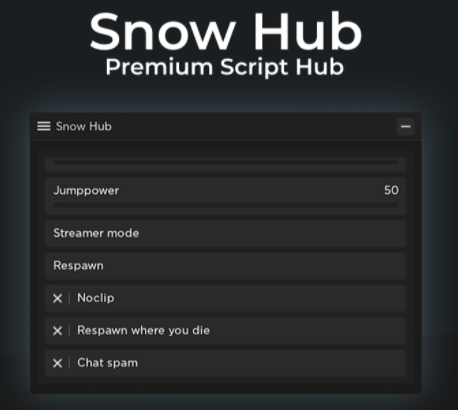 Snow Hub
Premium Script Hub
Snow Hub
Jumppower 50
Streamer mode
Respawn
Noclip
Respawn where you die
Chat spam